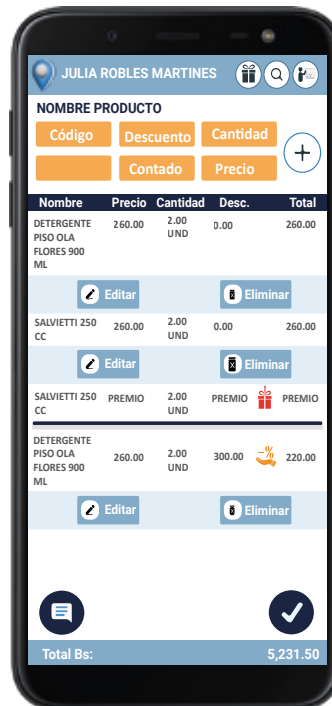 JULIA ROBLES MARTINES
NOMBRE PRODUCTO
Código Descuento Cantidad
Contado Precio
Nombre Precio Cantidad Desc. Total
DETERGENTE 260.00 2.00 0.00 260.00
PISO OLA UND
FLORES 900
ML
Editar Eliminar
SALVIETTI 250 260.00 2.00 0.00 260.00
CC UND
Editar Eliminar
SALVIETTI 250 PREMIO 2.00 PREMIO PREMIO
CC UND
DETERGENTE
PISO OLA 260.00 2.00 300.00 -% 220.00
FLORES 900 UND
ML
Editar Eliminar
Total Bs: 5,231.50